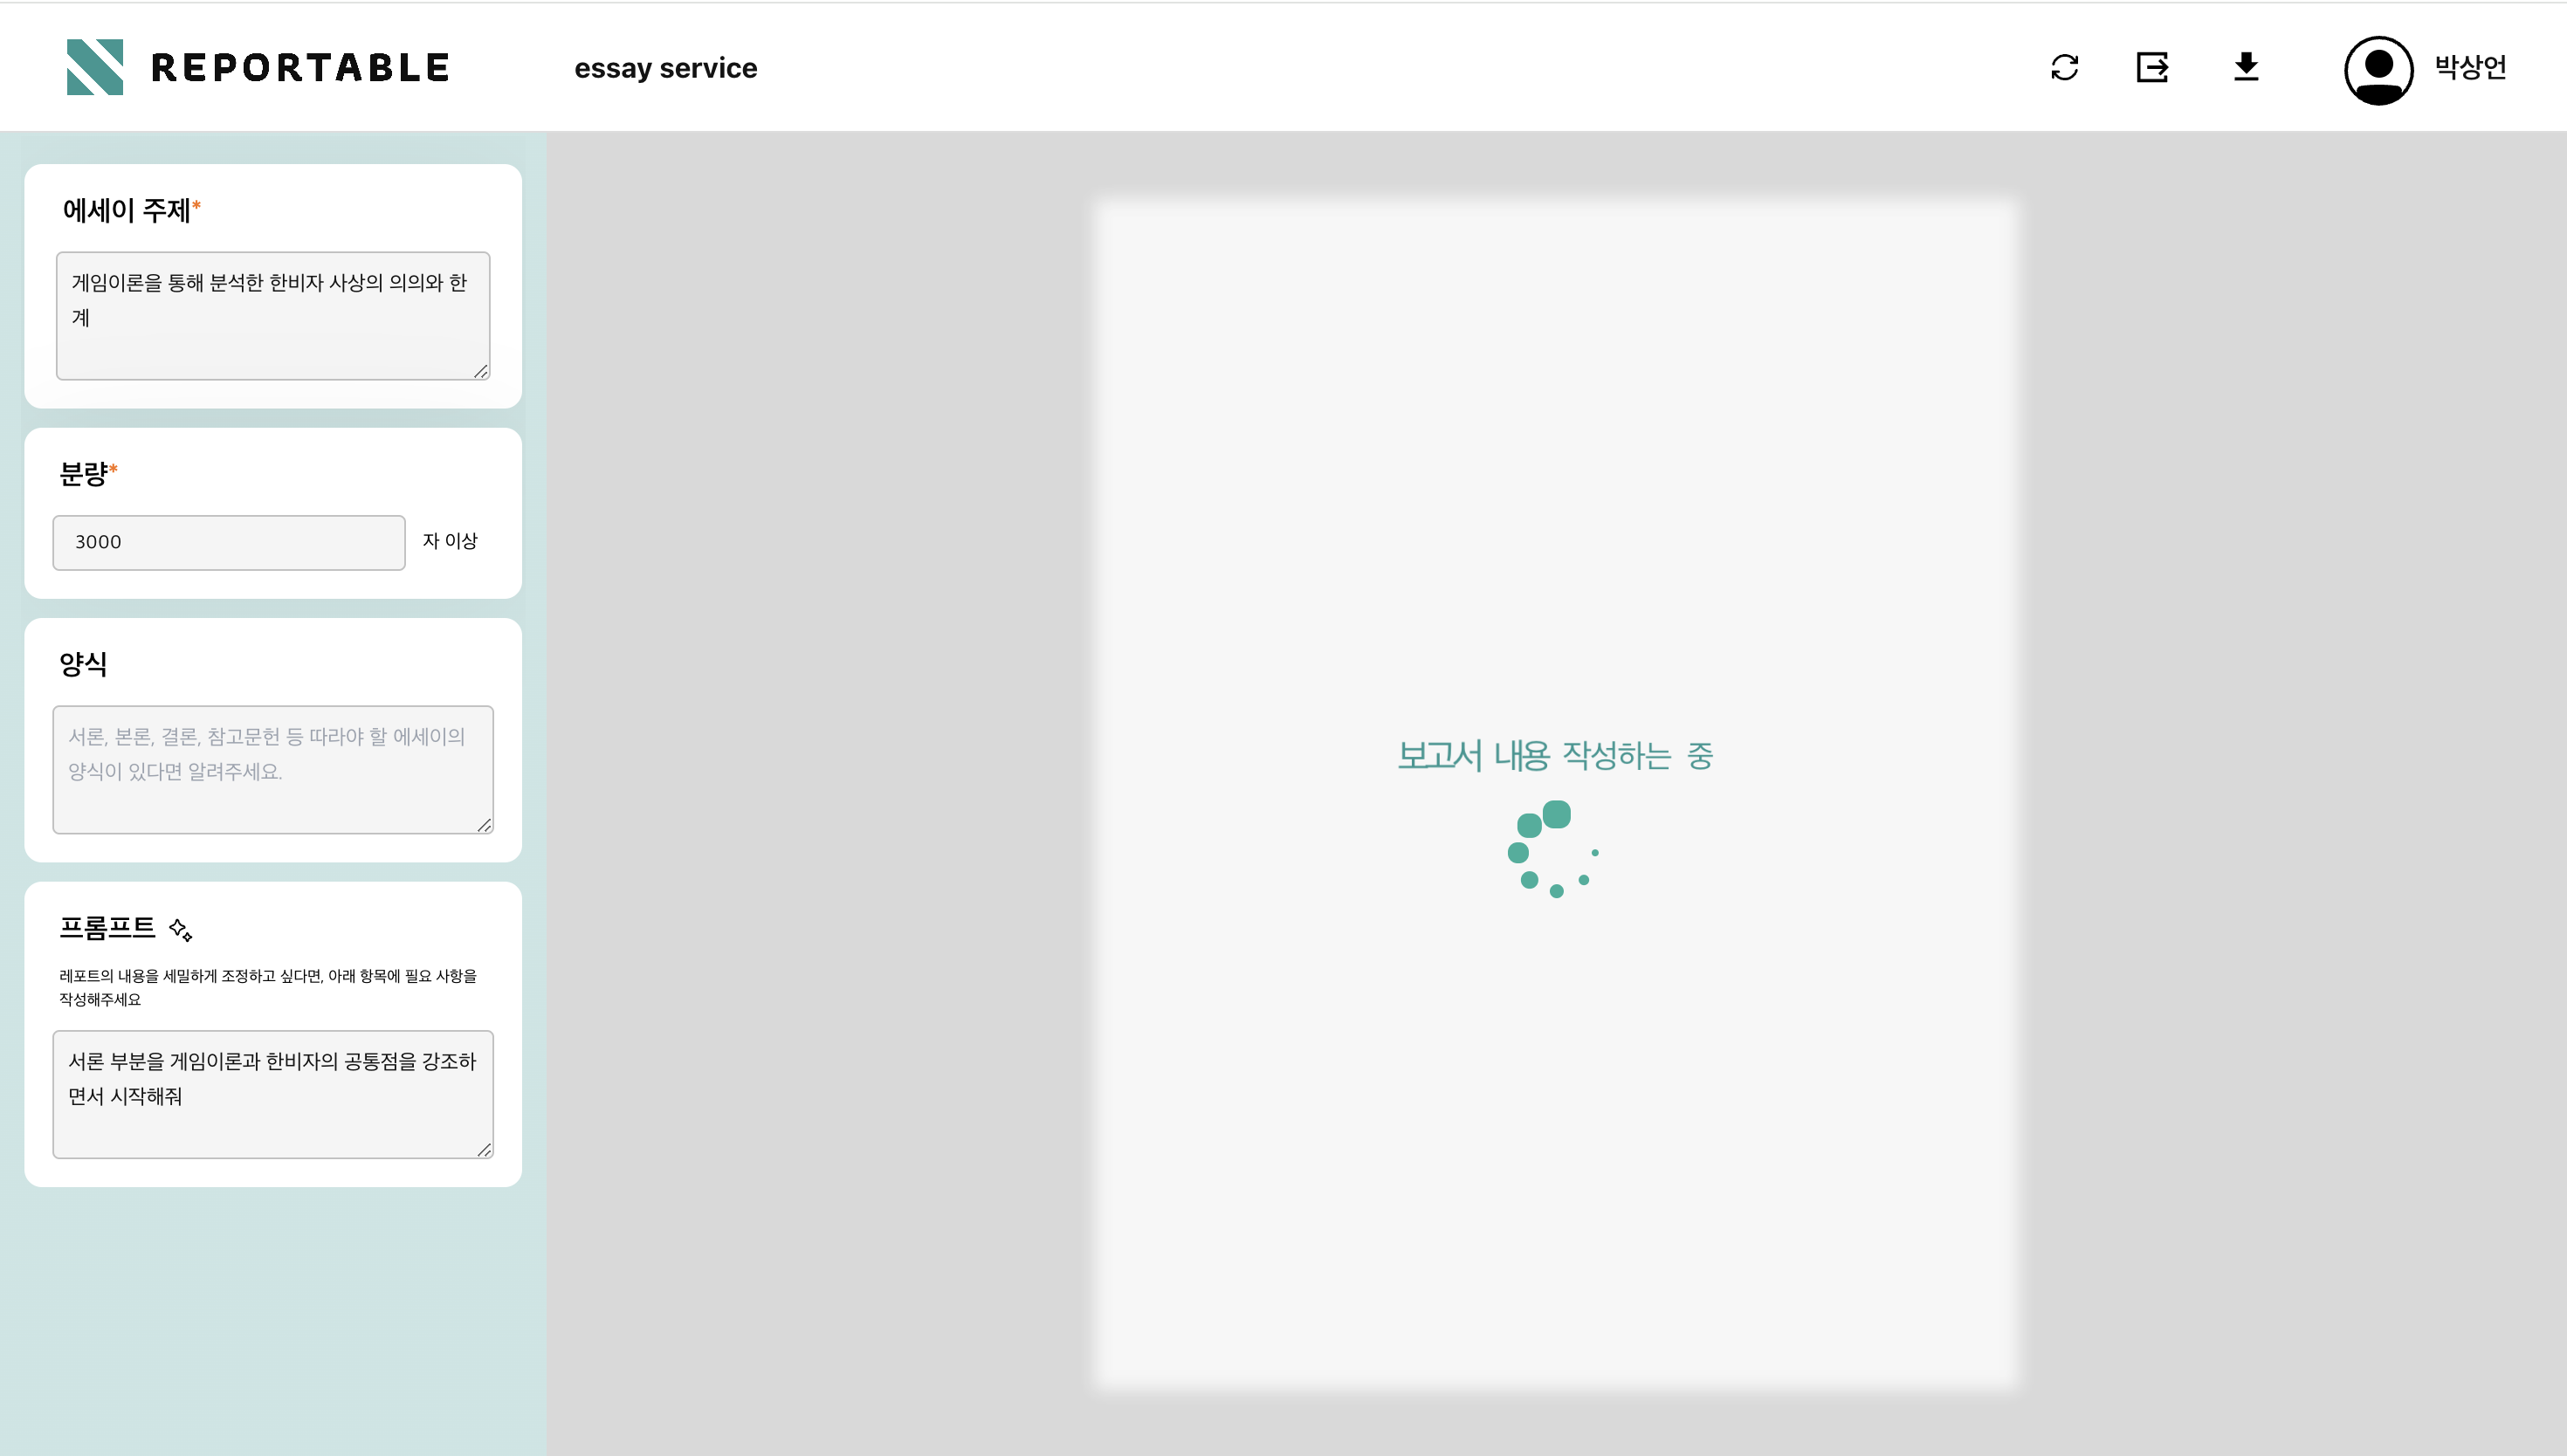 REPORTABLE
essay service
박상언
에세이 주제*
게임이론을 통해 분석한 한비자 사상의 의의와 한
계
분량*
3000
자 이상
양식
서론, 본론, 결론, 참고문헌 등 따라야 할 에세이의
양식이 있다면 알려주세요.
프롬프트
레포트의 내용을 세밀하게 조정하고 싶다면, 아래 항목에 필요 사항을
작성해주세요
서론 부분을 게임이론과 한비자의 공통점을 강조하
면서 시작해줘
보고서 내용 작성하는 중